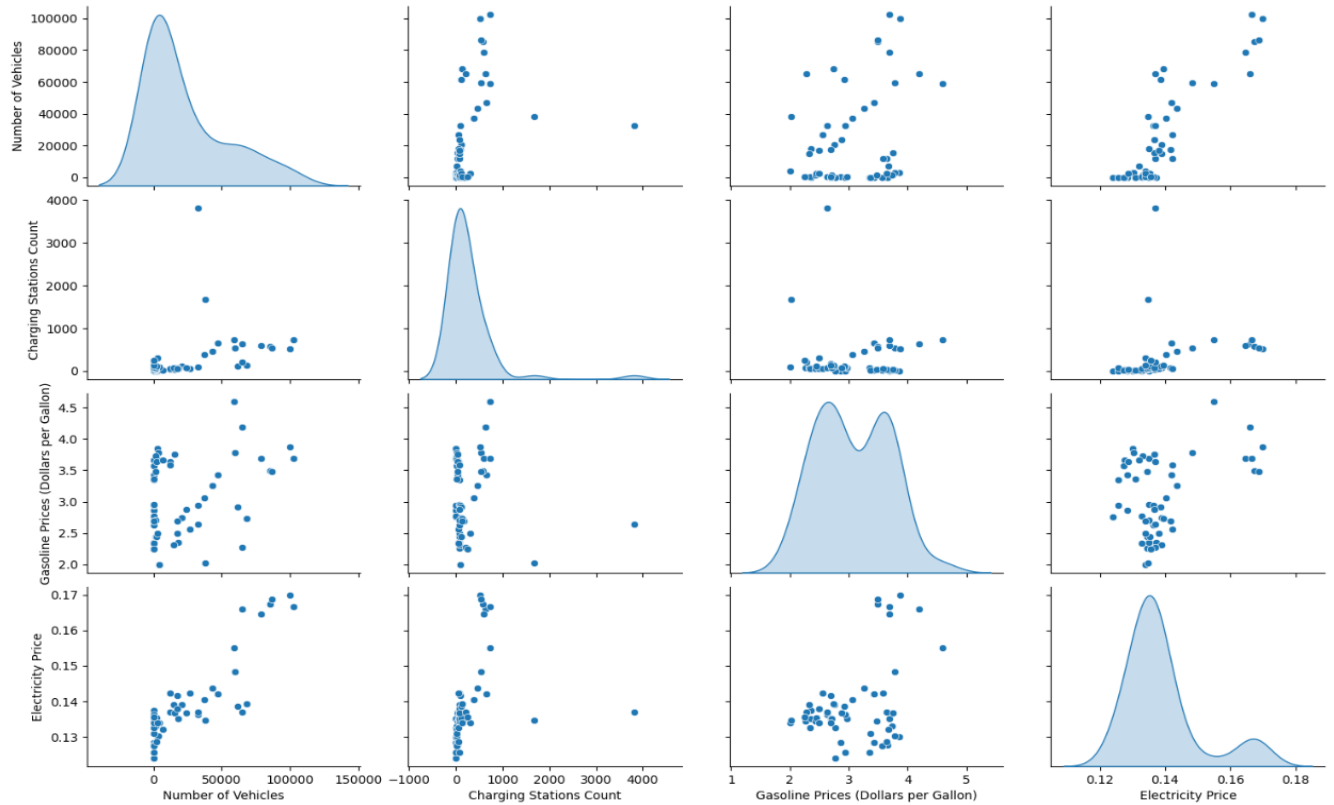 Number of Vehicles
100000
80000
60000
40000
20000
0
Charging Stations Count
4000
3000
2000
1000
0
Gasoline Prices (Dollars per Gallon)
4.5
4.0
3.5
3.0
2.5
2.0
Electricity Price
0.17
0.16
0.15
0.14
0.13
0 50000 100000 150000
−1000 0 1000 2000 3000 4000
1 2 3 4 5
0.12 0.14 0.16 0.18
Number of Vehicles
Charging Stations Count
Gasoline Prices (Dollars per Gallon)
Electricity Price